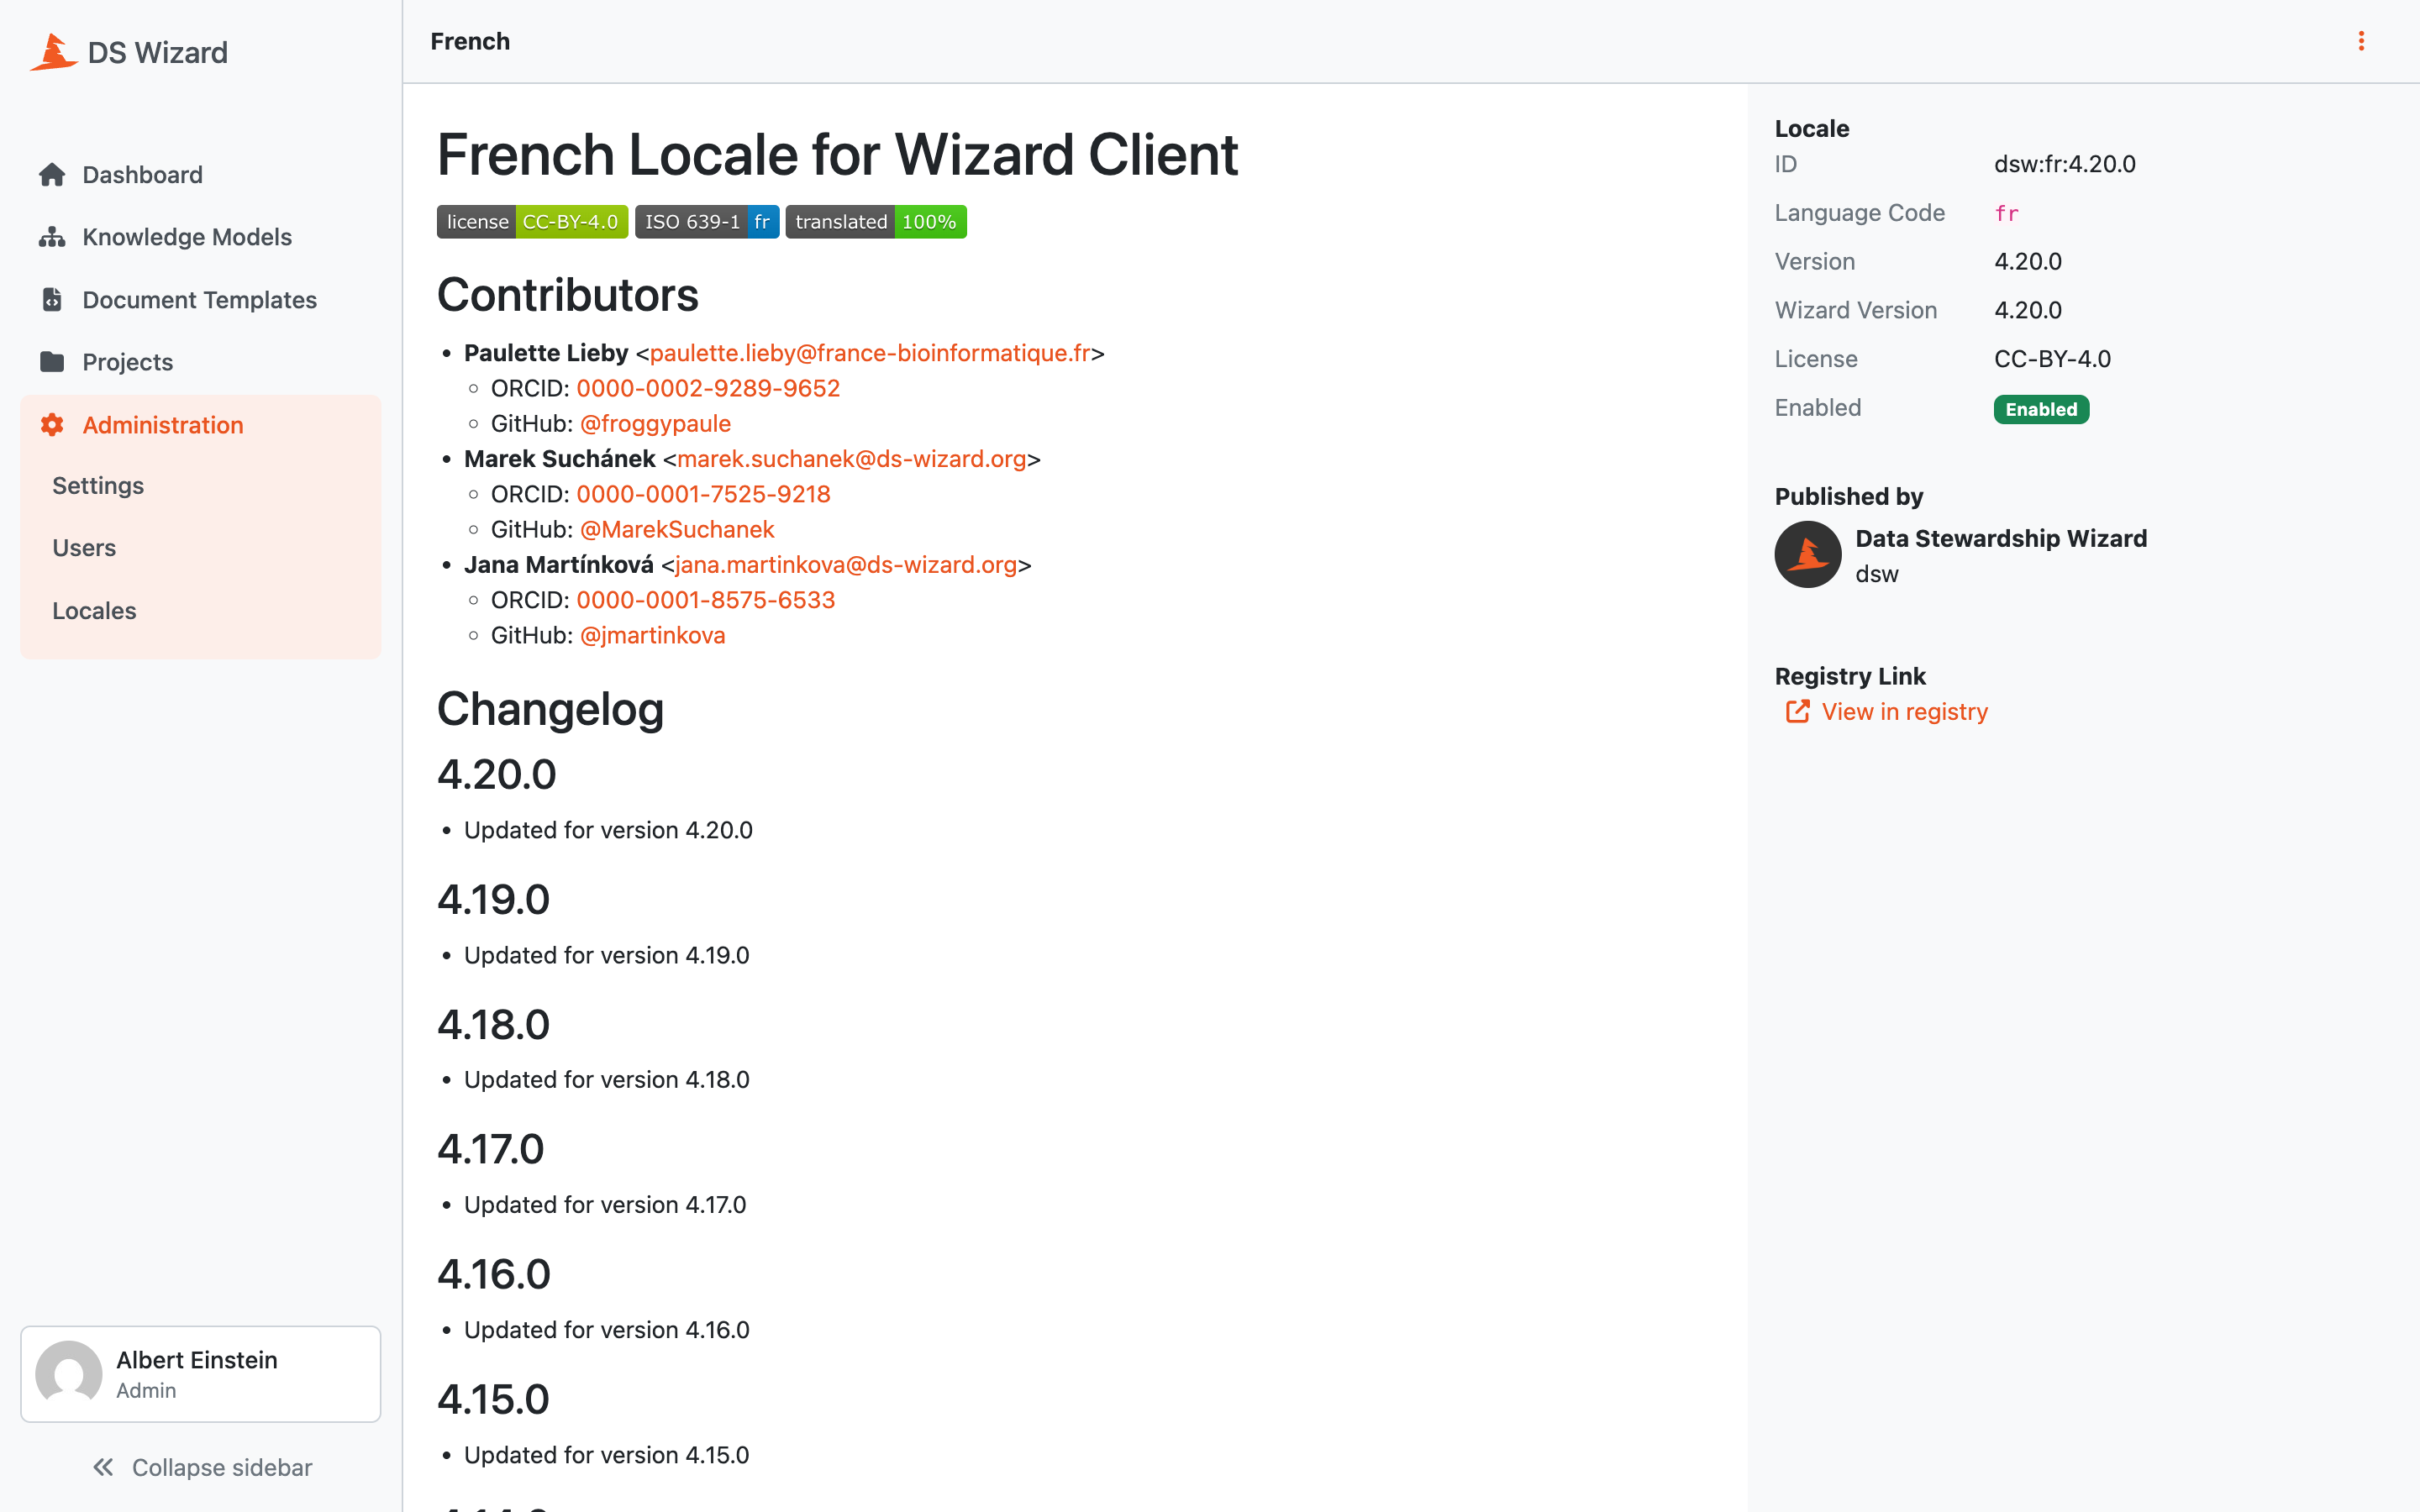 DS Wizard
Dashboard
Knowledge Models
Document Templates
Projects
Administration
Settings
Users
Locales
Albert Einstein
Admin
Collapse sidebar
French
French Locale for Wizard Client
license CC-BY-4.0 ISO 639-1 fr translated 100%
Contributors
Paulette Lieby <paulette.lieby@france-bioinformatique.fr>
ORCID: 0000-0002-9289-9652
GitHub: @froggypaule
Marek Suchánek <marek.suchanek@ds-wizard.org>
ORCID: 0000-0001-7525-9218
GitHub: @MarekSuchanek
Jana Martínková <jana.martinkova@ds-wizard.org>
ORCID: 0000-0001-8575-6533
GitHub: @jmartinkova
Changelog
4.20.0
Updated for version 4.20.0
4.19.0
Updated for version 4.19.0
4.18.0
Updated for version 4.18.0
4.17.0
Updated for version 4.17.0
4.16.0
Updated for version 4.16.0
4.15.0
Updated for version 4.15.0
Locale
ID dsw:fr:4.20.0
Language Code fr
Version 4.20.0
Wizard Version 4.20.0
License CC-BY-4.0
Enabled Enabled
Published by
Data Stewardship Wizard
dsw
Registry Link
View in registry